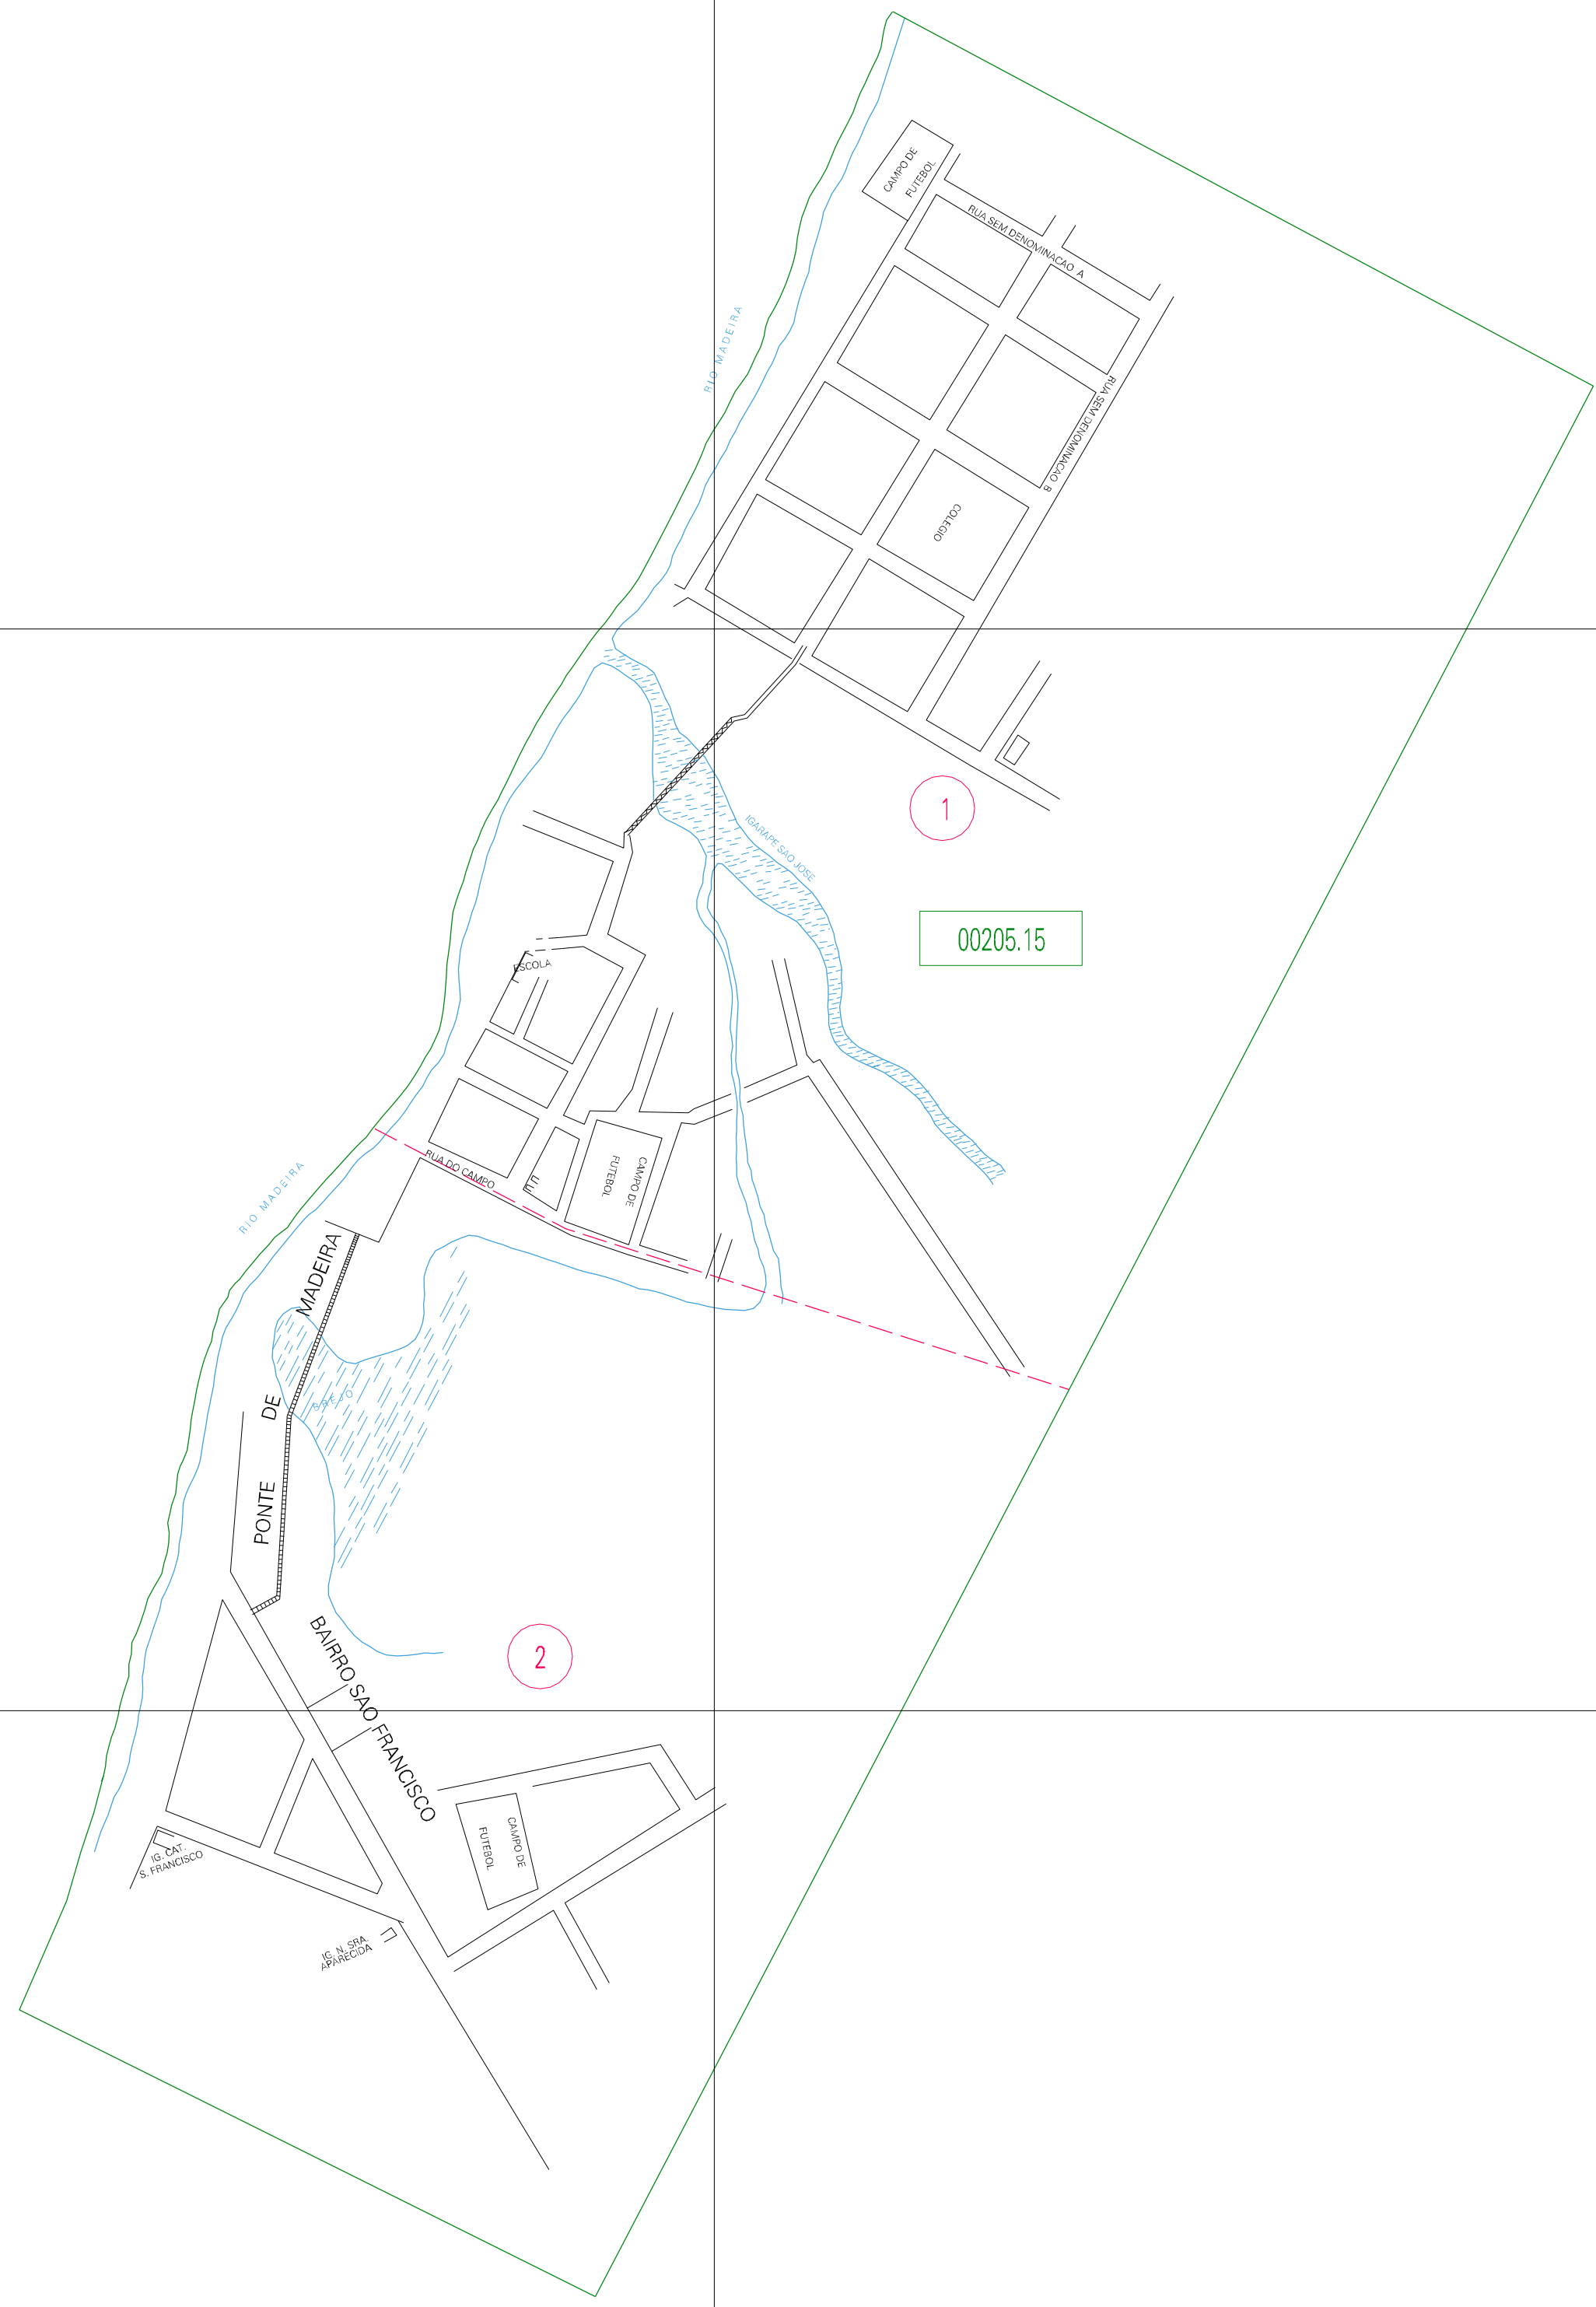 CAMPO DE
FUTEBOL
RUA SEM DENOMINACAO A
RIO MADEIRA
RUA SEM DENOMINACAO B
COLEGIO
1
IGARAPE SAO JOSE
00205.15
ESCOLA
RUA DO CAMPO
EE
CAMPO DE
FUTEBOL
RIO MADEIRA
PONTE DE MADEIRA
BREJO
2
BAIRRO SAO FRANCISCO
CAMPO DE
FUTEBOL
IG. CAT.
S. FRANCISCO
IG. N. SRA.
APARECIDA